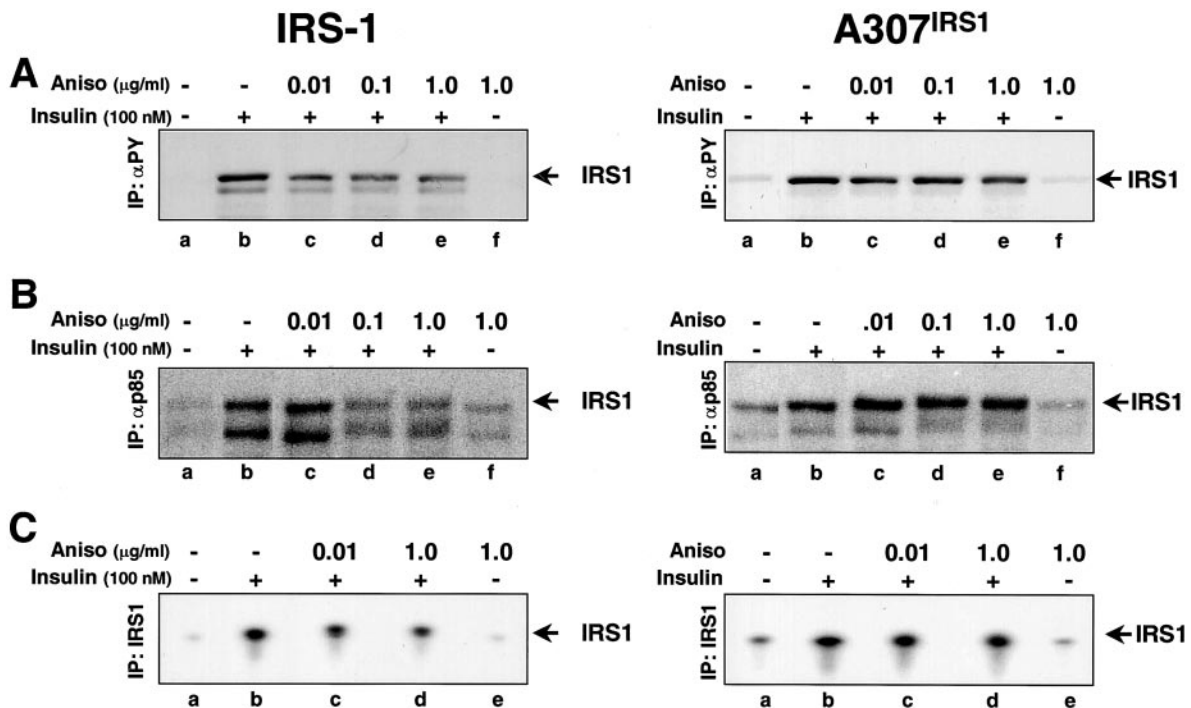 IRS-1
A307IRS1
A
Aniso (μg/ml) - - 0.01 0.1 1.0 1.0
Insulin (100 nM) - + + + + -
IP: αPY
IRS1
a b c d e f
Aniso - - 0.01 0.1 1.0 1.0
Insulin - + + + + -
IP: αPY
IRS1
a b c d e f
B
Aniso (μg/ml) - - 0.01 0.1 1.0 1.0
Insulin (100 nM) - + + + + -
IP: αp85
IRS1
a b c d e f
Aniso - - .01 0.1 1.0 1.0
Insulin - + + + + -
IP: αp85
IRS1
a b c d e f
C
Aniso (μg/ml) - - 0.01 1.0 1.0
Insulin (100 nM) - + + + -
IP: IRS1
IRS1
a b c d e
Aniso - - 0.01 1.0 1.0
Insulin - + + + -
IP: IRS1
IRS1
a b c d e